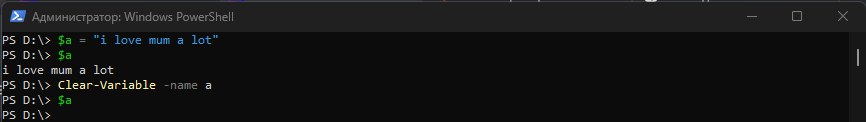 Администратор: Windows PowerShell
PS D:\> $a = "i love mum a lot"
PS D:\> $a
i love mum a lot
PS D:\> Clear-Variable -name a
PS D:\> $a
PS D:\>